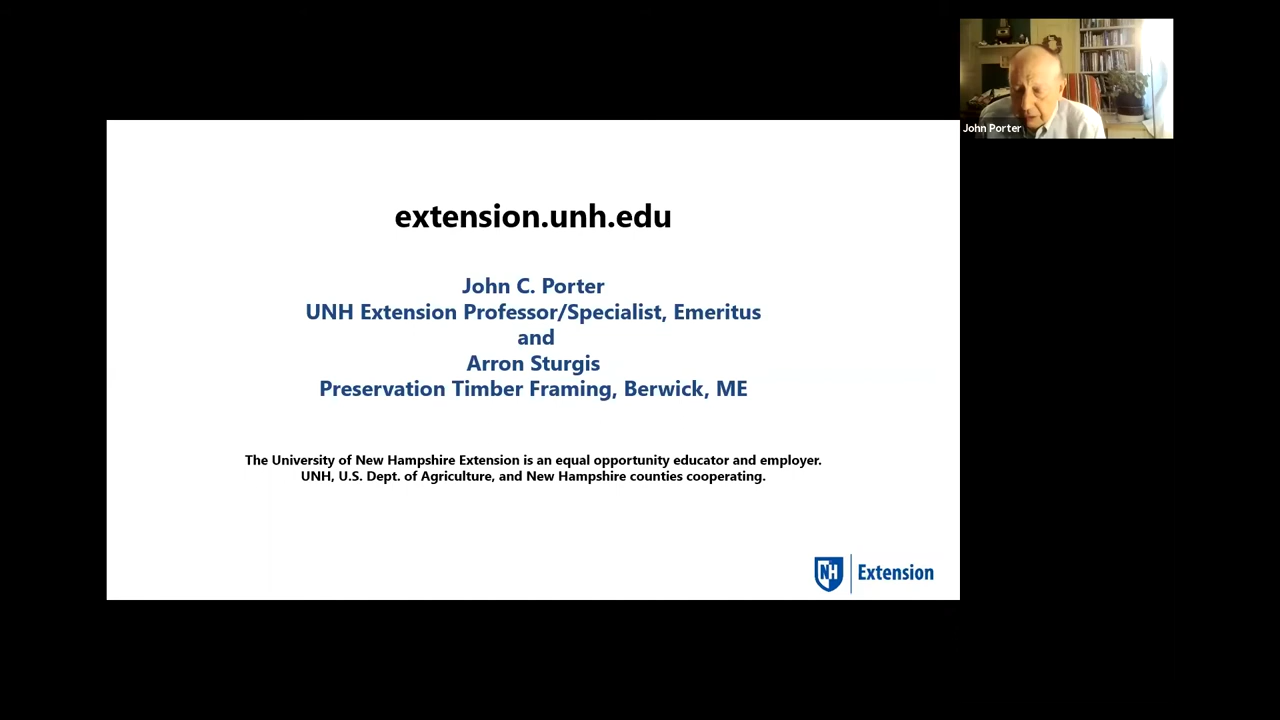 John Porter
extension.unh.edu
John C. Porter
UNH Extension Professor/Specialist, Emeritus
and
Arron Sturgis
Preservation Timber Framing, Berwick, ME
The University of New Hampshire Extension is an equal opportunity educator and employer.
UNH, U.S. Dept. of Agriculture, and New Hampshire counties cooperating.
NH Extension